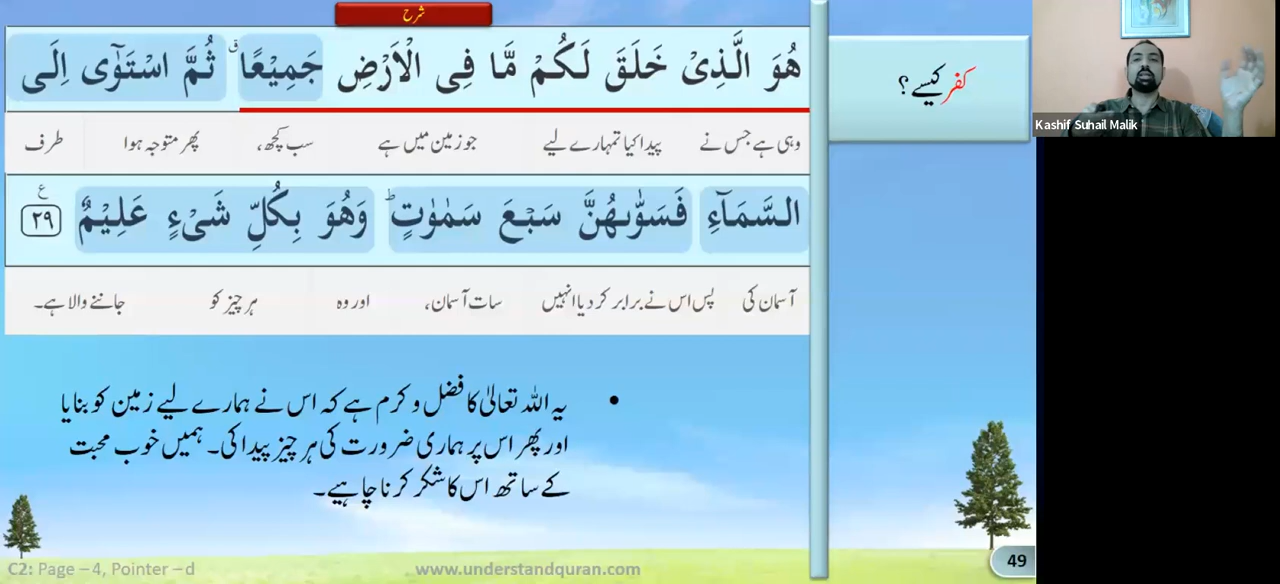 شرح
هُوَ الَّذِیْ خَلَقَ لَكُمْ مَّا فِی الْاَرْضِ جَمِیْعًا ۗ ثُمَّ اسْتَوٰۤی اِلَی
وہی ہے جس نے پیدا کیا تمہارے لیے جو زمین میں ہے سب کچھ، پھر متوجہ ہوا طرف
السَّمَآءِ فَسَوّٰىهُنَّ سَبْعَ سَمٰوٰتٍ ؕ وَهُوَ بِكُلِّ شَیْءٍ عَلِیْمٌ ع ۲۹
آسمان کی پس اس نے برابر کر دیا انہیں سات آسمان، اور وہ ہر چیز کو جاننے والا ہے۔
• یہ اللہ تعالیٰ کا فضل و کرم ہے کہ اس نے ہمارے لیے زمین کو بنایا
اور پھر اس پر ہماری ضرورت کی ہر چیز پیدا کی۔ ہمیں خوب محبت
کے ساتھ اس کا شکر کرنا چاہیے۔
کفر کیسے؟
Kashif Suhail Malik
C2: Page – 4, Pointer – d
www.understandquran.com
49